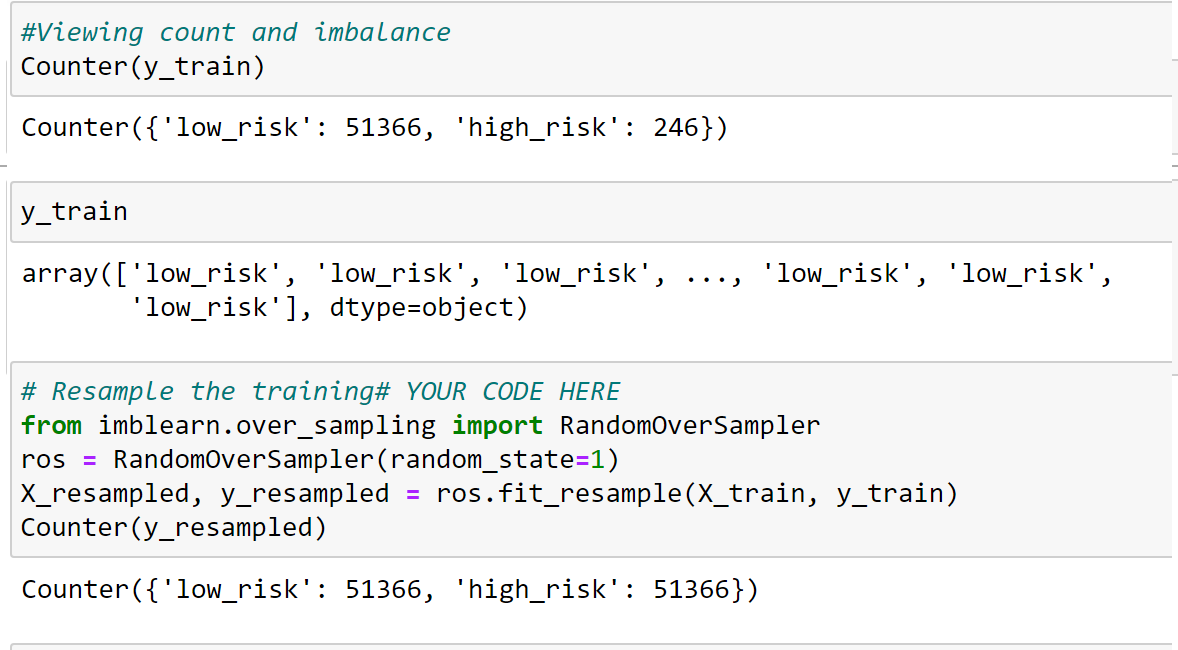 #Viewing count and imbalance
Counter(y_train)
Counter({'low_risk': 51366, 'high_risk': 246})
y_train
array(['low_risk', 'low_risk', 'low_risk', ..., 'low_risk', 'low_risk',
       'low_risk'], dtype=object)
# Resample the training# YOUR CODE HERE
from imblearn.over_sampling import RandomOverSampler
ros = RandomOverSampler(random_state=1)
X_resampled, y_resampled = ros.fit_resample(X_train, y_train)
Counter(y_resampled)
Counter({'low_risk': 51366, 'high_risk': 51366})